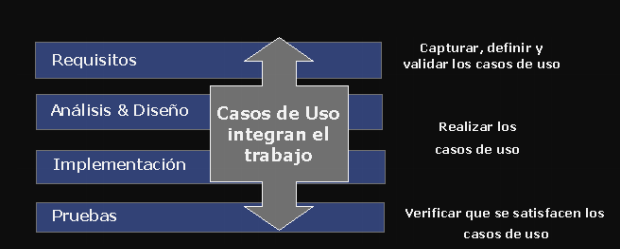 Requisitos
Capturar, definir y
validar los casos de uso
Análisis & Diseño
Casos de Uso
integran el
trabajo
Realizar los
casos de uso
Implementación
Pruebas
Verificar que se satisfacen los
casos de uso